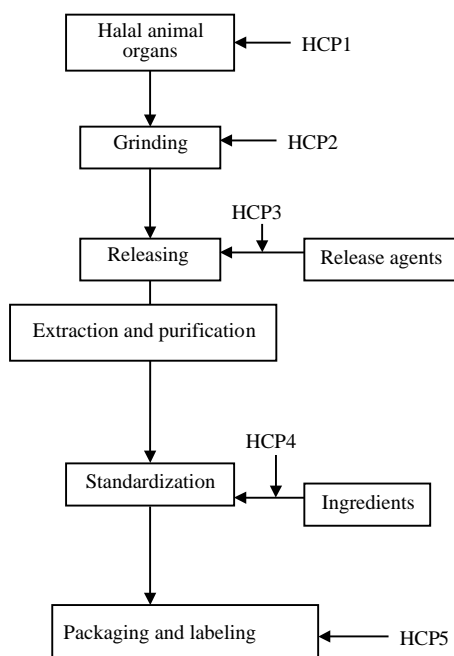 Halal animal
organs
HCP1
Grinding
HCP2
HCP3
Releasing
Release agents
Extraction and purification
HCP4
Standardization
Ingredients
Packaging and labeling
HCP5